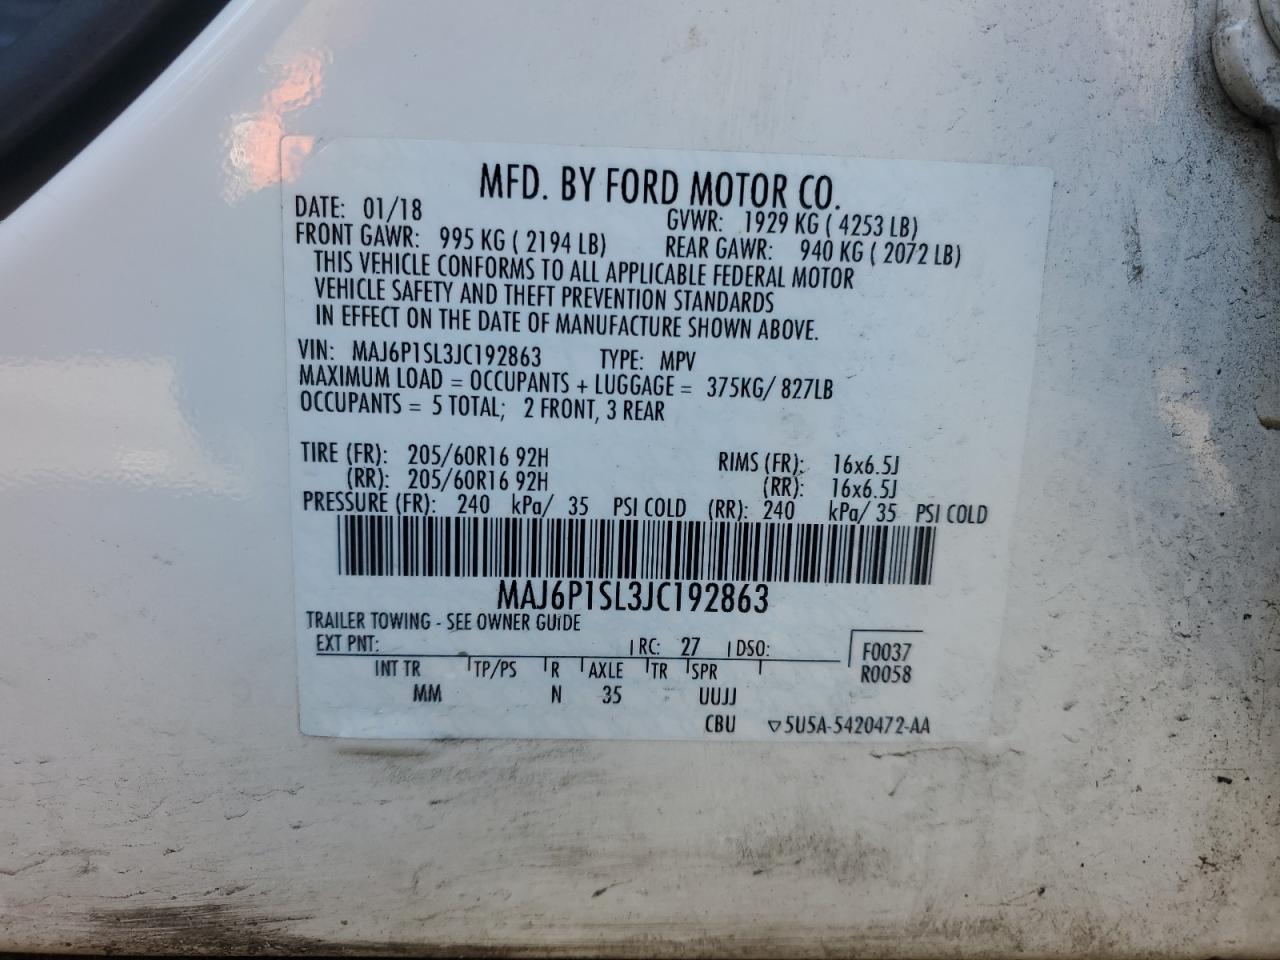 MFD. BY FORD MOTOR CO.
DATE: 01/18 GVWR: 1929 KG ( 4253 LB)
FRONT GAWR: 995 KG ( 2194 LB) REAR GAWR: 940 KG ( 2072 LB)
THIS VEHICLE CONFORMS TO ALL APPLICABLE FEDERAL MOTOR
VEHICLE SAFETY AND THEFT PREVENTION STANDARDS
IN EFFECT ON THE DATE OF MANUFACTURE SHOWN ABOVE.
VIN: MAJ6P1SL3JC192863 TYPE: MPV
MAXIMUM LOAD = OCCUPANTS + LUGGAGE = 375KG/ 827LB
OCCUPANTS = 5 TOTAL; 2 FRONT, 3 REAR
TIRE (FR): 205/60R16 92H RIMS (FR): 16x6.5J
(RR): 205/60R16 92H (RR): 16x6.5J
PRESSURE (FR): 240 kPa/ 35 PSI COLD (RR): 240 kPa/ 35 PSI COLD
MAJ6P1SL3JC192863
TRAILER TOWING - SEE OWNER GUIDE
EXT PNT: RC: 27 DSO: F0037
INT TR TP/PS R AXLE TR SPR R0058
MM N 35 UUJJ
CBU ▽5U5A-5420472-AA